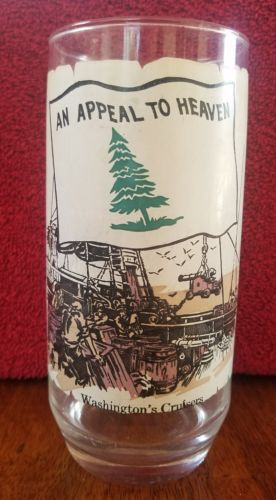 AN APPEAL TO HEAVEN
Washington's Cruisers